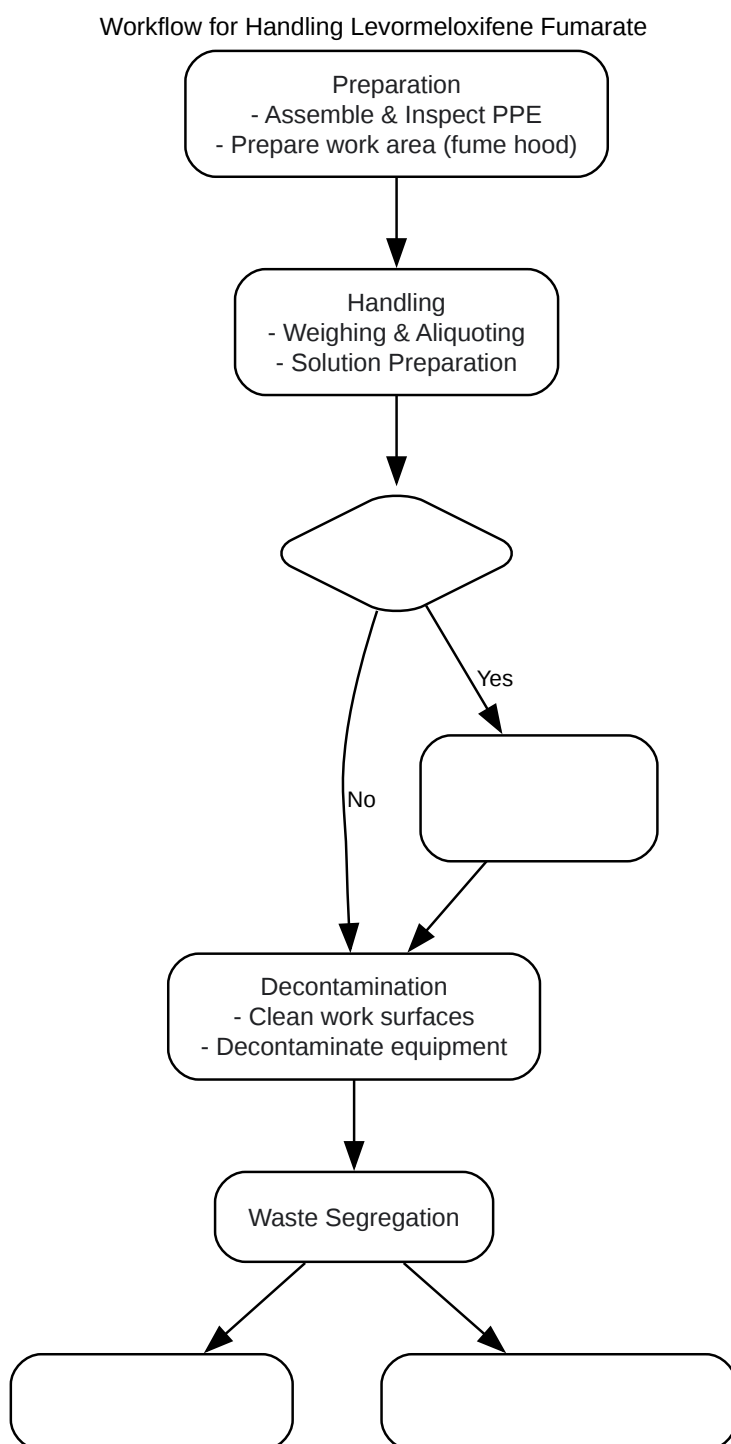 Workflow for Handling Levormeloxifene Fumarate
Preparation
- Assemble & Inspect PPE
- Prepare work area (fume hood)
Handling
- Weighing & Aliquoting
- Solution Preparation
Yes
No
Decontamination
- Clean work surfaces
- Decontaminate equipment
Waste Segregation